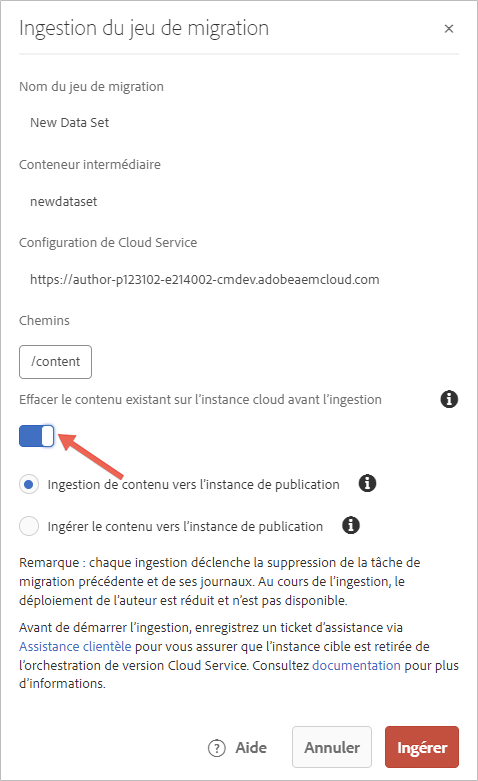 Ingestion du jeu de migration
Nom du jeu de migration
New Data Set
Conteneur intermédiaire
newdataset
Configuration de Cloud Service
https://author-p123102-e214002-cmdev.adobeaemcloud.com
Chemins
/content
Effacer le contenu existant sur l’instance cloud avant l’ingestion
Ingestion de contenu vers l’instance de publication
Ingérer le contenu vers l’instance de publication
Remarque : chaque ingestion déclenche la suppression de la tâche de
migration précédente et de ses journaux. Au cours de l’ingestion, le
déploiement de l’auteur est réduit et n’est pas disponible.
Avant de démarrer l’ingestion, enregistrez un ticket d’assistance via
Assistance clientèle pour vous assurer que l’instance cible est retirée de
l’orchestration de version Cloud Service. Consultez documentation pour plus
d’informations.
? Aide
Annuler
Ingérer